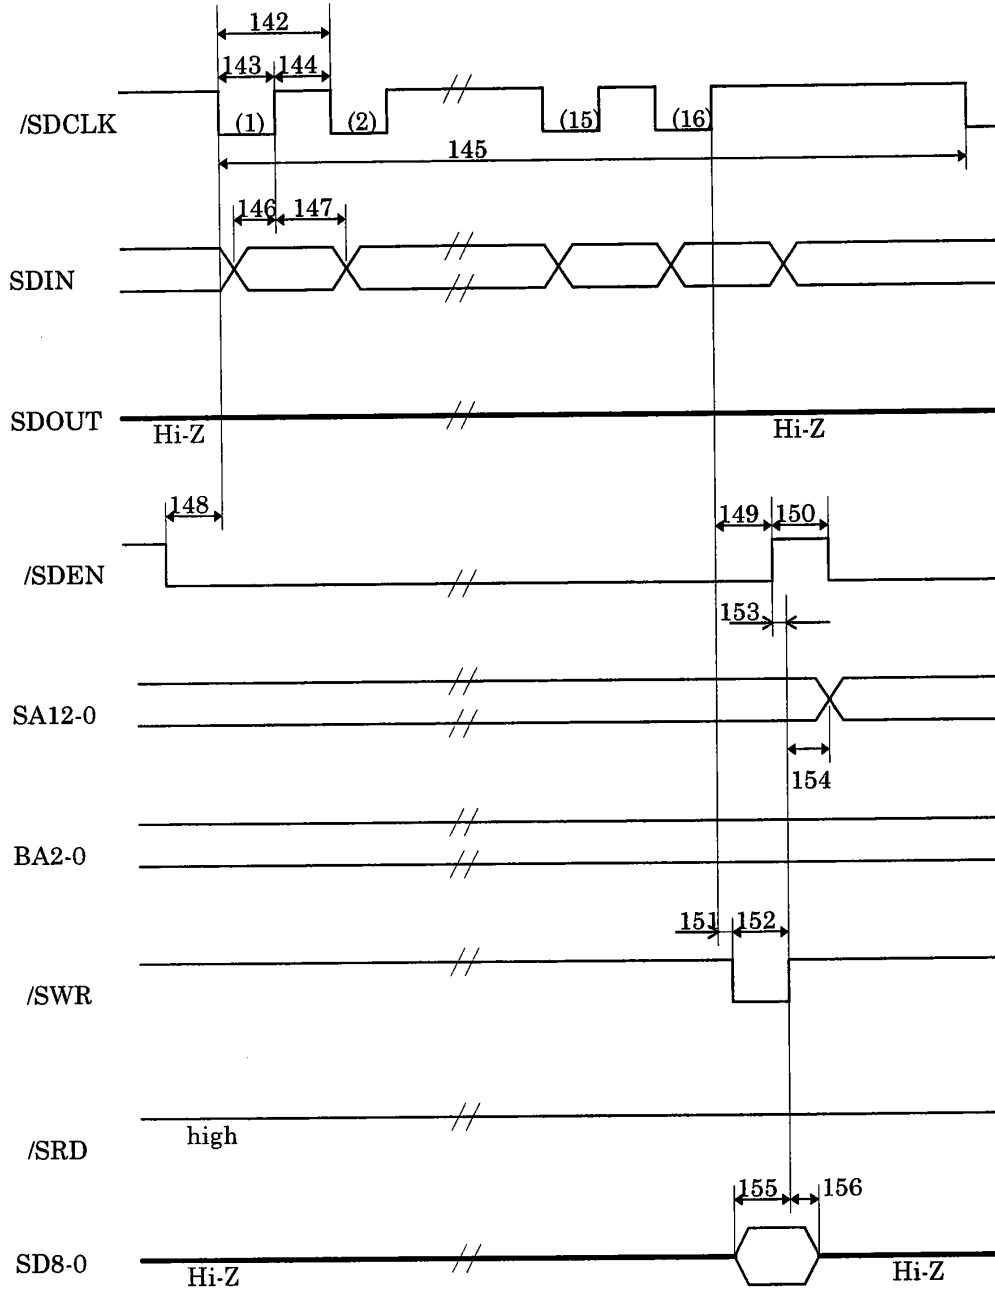 142
143 144
/SDCLK (1) (2) (15) (16)
145
146 147
SDIN
SDOUT
Hi-Z Hi-Z
148 149 150
/SDEN
153
SA12-0
154
BA2-0
151 152
/SWR
high
/SRD
155 156
SD8-0
Hi-Z Hi-Z